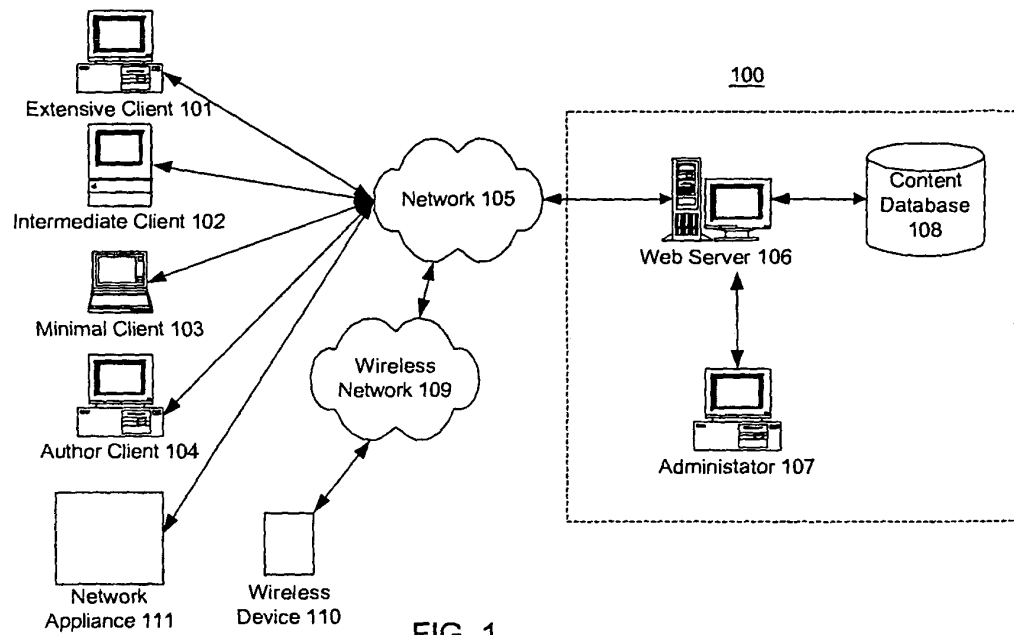 100
Extensive Client 101
Intermediate Client 102
Minimal Client 103
Author Client 104
Network
Appliance 111
Network 105
Wireless
Network 109
Wireless
Device 110
Web Server 106
Content
Database
108
Administator 107
FIG. 1